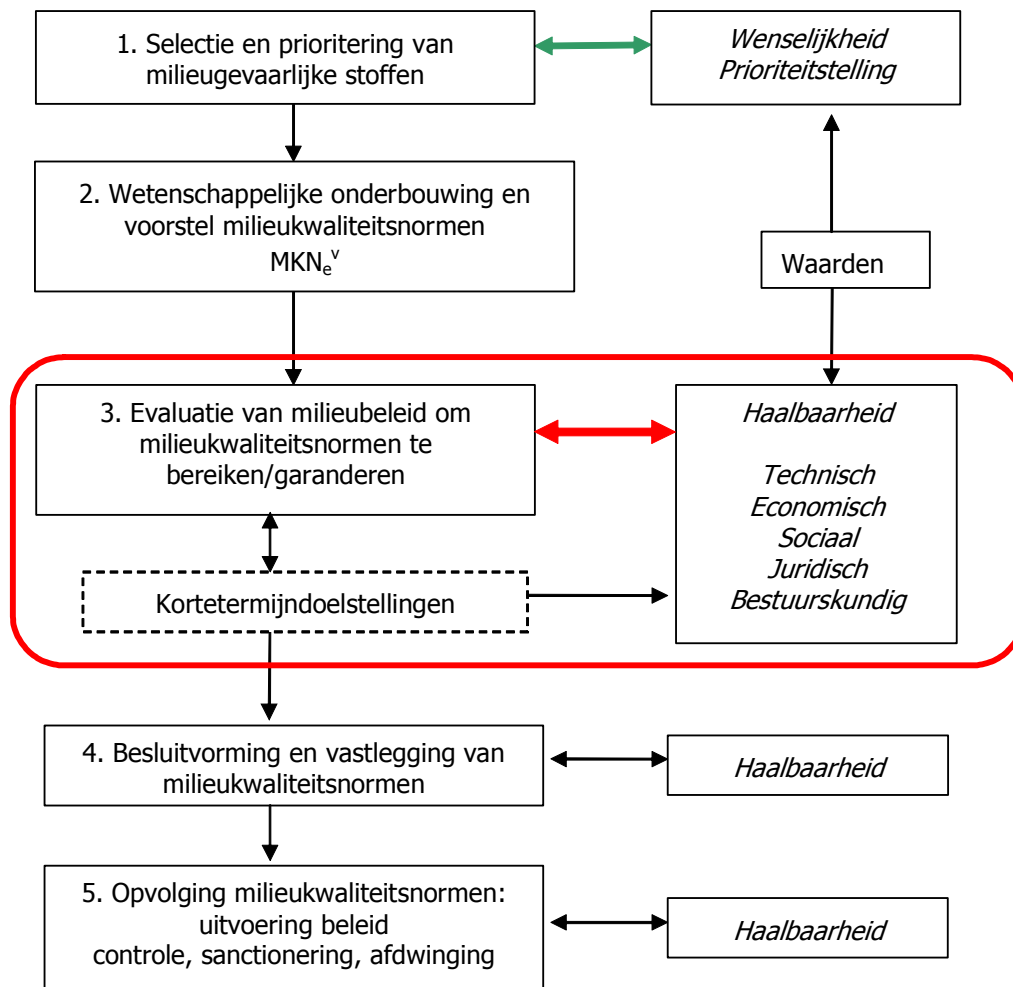 1. Selectie en prioritering van
milieugevaarlijke stoffen
Wenselijkheid
Prioriteitstelling
2. Wetenschappelijke onderbouwing en
voorstel milieukwaliteitsnormen
MKNₑᵛ
Waarden
3. Evaluatie van milieubeleid om
milieukwaliteitsnormen te
bereiken/garanderen
Haalbaarheid
Technisch
Economisch
Sociaal
Juridisch
Bestuurskundig
Kortetermijndoelstellingen
4. Besluitvorming en vastlegging van
milieukwaliteitsnormen
Haalbaarheid
5. Opvolging milieukwaliteitsnormen:
uitvoering beleid
controle, sanctionering, afdwinging
Haalbaarheid